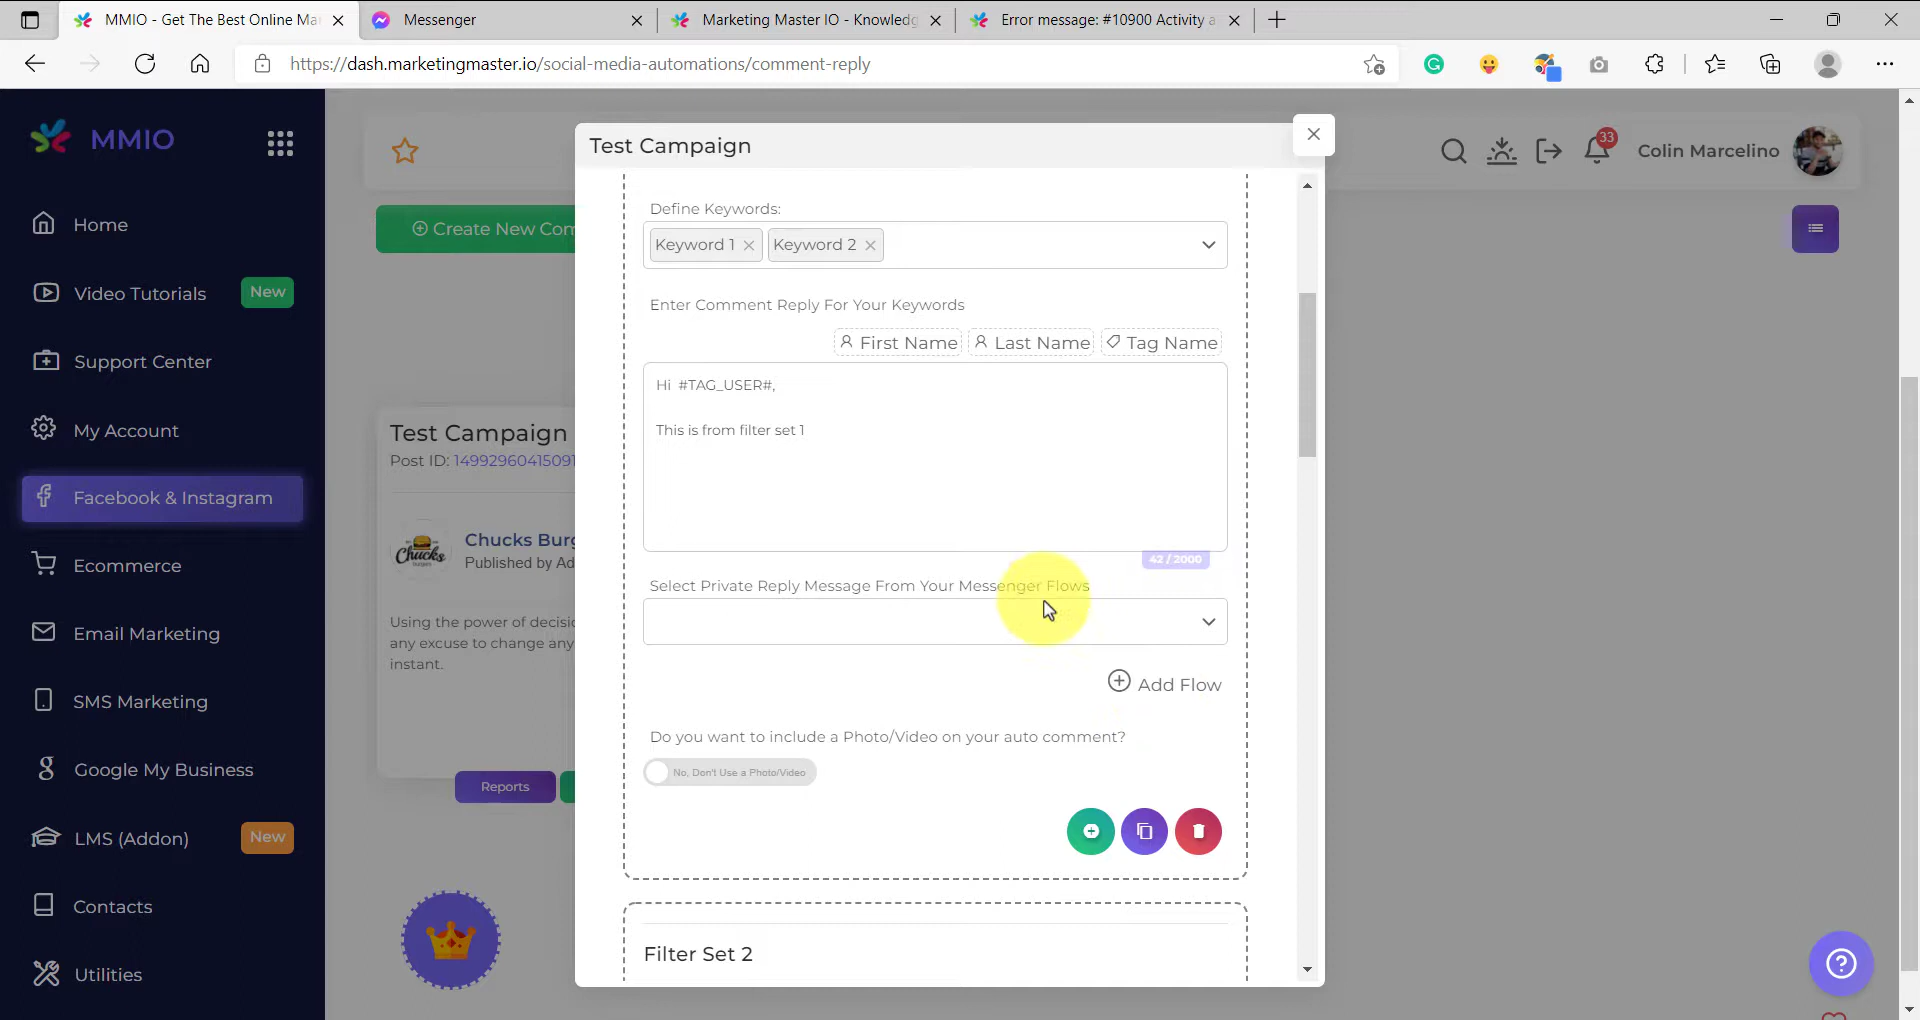 MMIO - Get The Best Online Ma
Messenger
Marketing Master IO - Knowledg
Error message: #10900 Activity a
https://dash.marketingmaster.io/social-media-automations/comment-reply
MMIO
Home
Video Tutorials
New
Support Center
My Account
Facebook & Instagram
Ecommerce
Email Marketing
SMS Marketing
Google My Business
LMS (Addon)
New
Contacts
Utilities
33
Colin Marcelino
Create New Com
Test Campaign
Post ID: 14992960415091
Chucks
burgers
Chucks Burg
Published by Ad
Using the power of decisio
any excuse to change any
instant.
Reports
Test Campaign
Define Keywords:
Keyword 1
Keyword 2
Enter Comment Reply For Your Keywords
First Name
Last Name
Tag Name
Hi #TAG_USER#,
This is from filter set 1
42 / 2000
Select Private Reply Message From Your Messenger Flows
Add Flow
Do you want to include a Photo/Video on your auto comment?
No, Don't Use a Photo/Video
Filter Set 2